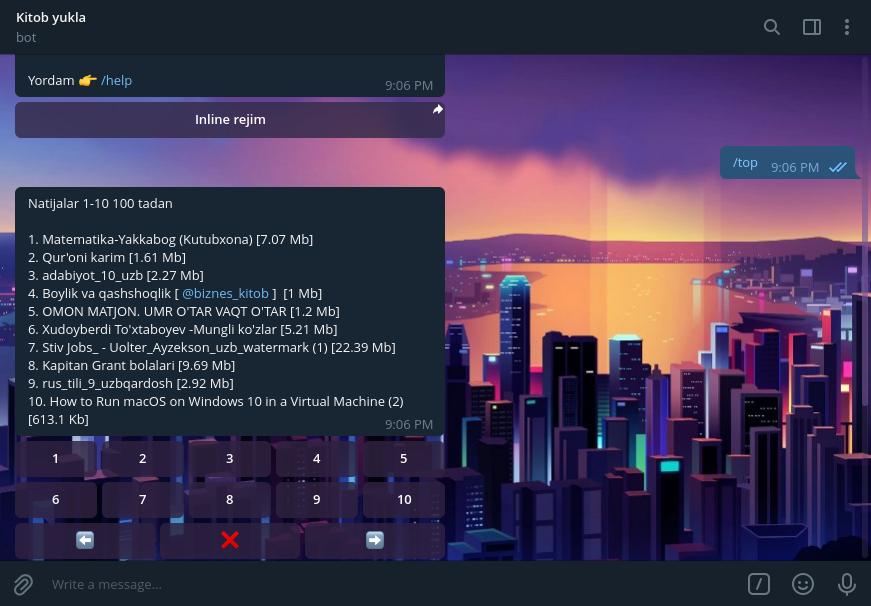 Kitob yukla
bot
Yordam 👉 /help
9:06 PM
Inline rejim
/top
9:06 PM
Natijalar 1-10 100 tadan
1. Matematika-Yakkabog (Kutubxona) [7.07 Mb]
2. Qur'oni karim [1.61 Mb]
3. adabiyot_10_uzb [2.27 Mb]
4. Boylik va qashshoqlik [ @biznes_kitob ]  [1 Mb]
5. OMON MATJON. UMR O'TAR VAQT O'TAR [1.2 Mb]
6. Xudoyberdi To'xtaboyev -Mungli ko'zlar [5.21 Mb]
7. Stiv Jobs_ - Uolter_Ayzekson_uzb_watermark (1) [22.39 Mb]
8. Kapitan Grant bolalari [9.69 Mb]
9. rus_tili_9_uzbqardosh [2.92 Mb]
10. How to Run macOS on Windows 10 in a Virtual Machine (2)
[613.1 Kb]
9:06 PM
1 2 3 4 5
6 7 8 9 10
Write a message...